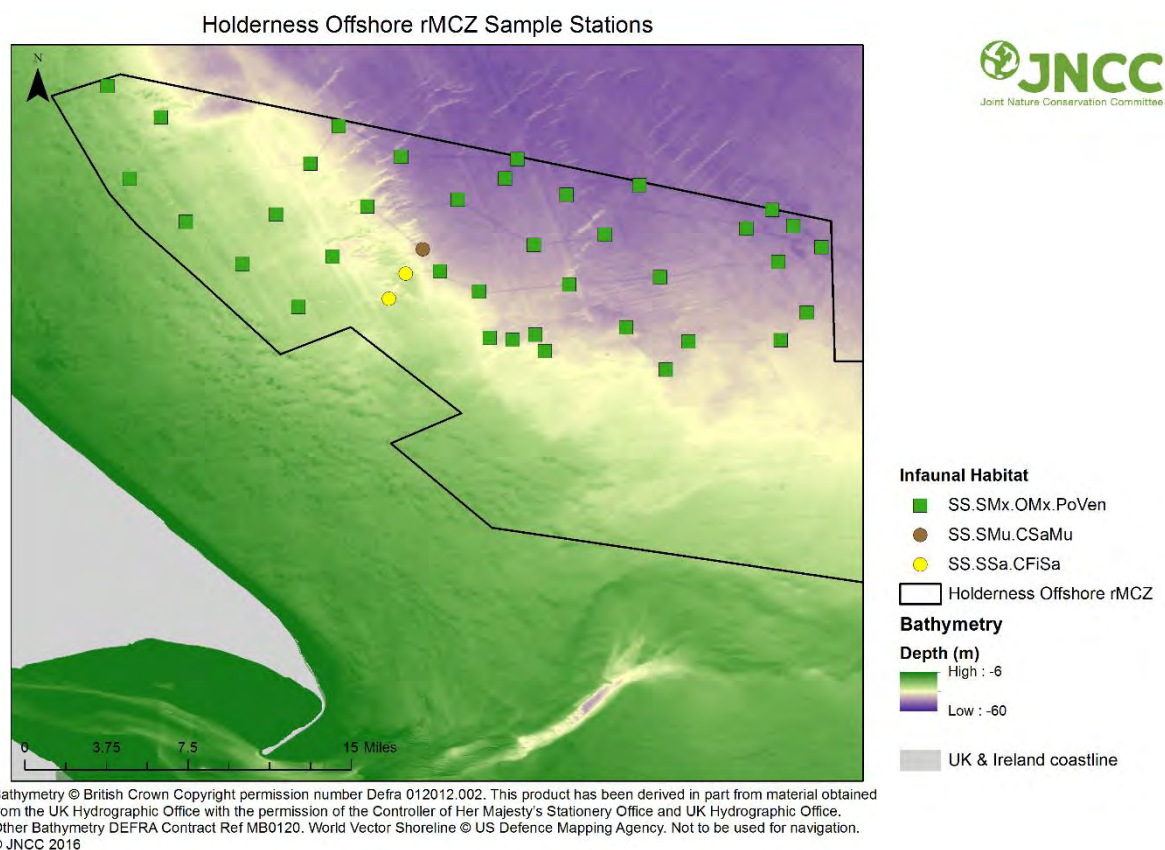 Holderness Offshore rMCZ Sample Stations
N
JNCC
Joint Nature Conservation Committee
Infaunal Habitat
SS.SMx.OMx.PoVen
SS.SMu.CSaMu
SS.SSa.CFiSa
Holderness Offshore rMCZ
Bathymetry
Depth (m)
High : -6
Low : -60
UK & Ireland coastline
0 3.75 7.5 15 Miles
athymetry © British Crown Copyright permission number Defra 012012.002. This product has been derived in part from material obtained
om the UK Hydrographic Office with the permission of the Controller of Her Majesty's Stationery Office and UK Hydrographic Office.
ther Bathymetry DEFRA Contract Ref MB0120. World Vector Shoreline © US Defence Mapping Agency. Not to be used for navigation.
JNCC 2016